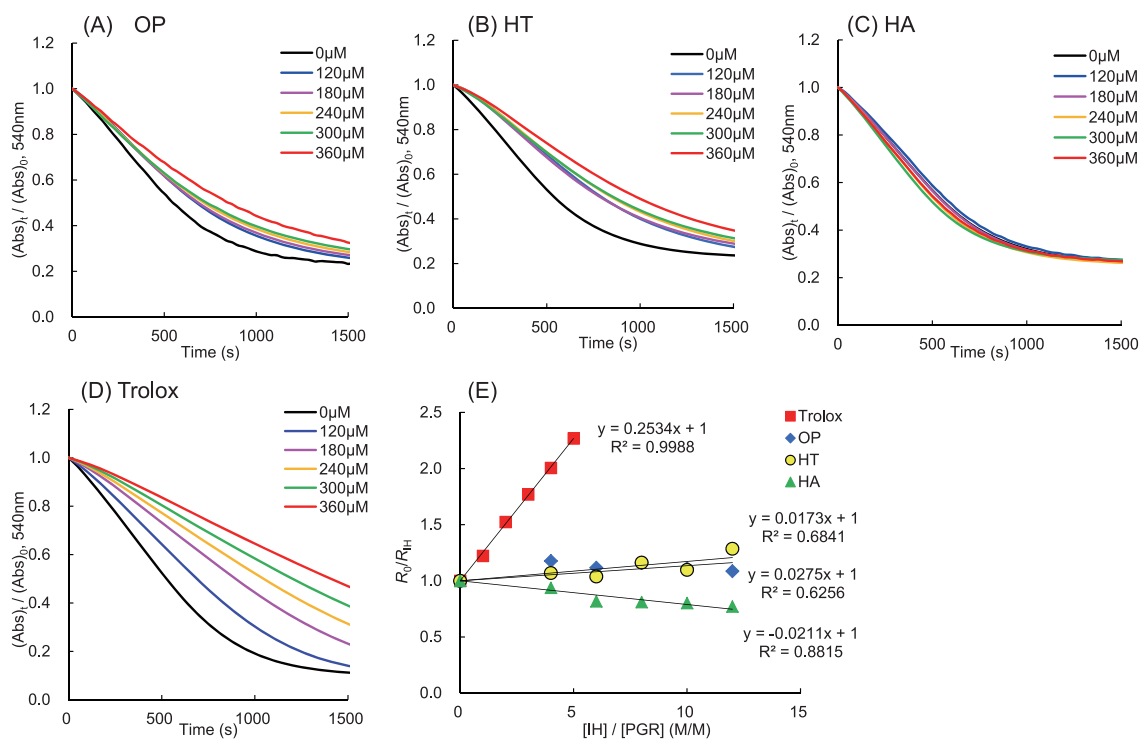 (A) OP
1.2
1.0
0.8
0.6
0.4
0.2
0.0
(Abs)t / (Abs)0, 540nm
0
500
1000
1500
Time (s)
0μM
120μM
180μM
240μM
300μM
360μM
(B) HT
1.2
1.0
0.8
0.6
0.4
0.2
0.0
(Abs)t / (Abs)0, 540nm
0
500
1000
1500
Time (s)
0μM
120μM
180μM
240μM
300μM
360μM
(C) HA
1.2
1.0
0.8
0.6
0.4
0.2
0.0
(Abs)t / (Abs)0, 540nm
0
500
1000
1500
Time (s)
0μM
120μM
180μM
240μM
300μM
360μM
(D) Trolox
1.2
1.0
0.8
0.6
0.4
0.2
0.0
(Abs)t / (Abs)0, 540nm
0
500
1000
1500
Time (s)
0μM
120μM
180μM
240μM
300μM
360μM
(E)
2.5
2.0
1.5
1.0
0.5
0.0
R0/RIH
0
5
10
15
[IH] / [PGR] (M/M)
y = 0.2534x + 1
R² = 0.9988
Trolox
OP
HT
HA
y = 0.0173x + 1
R² = 0.6841
y = 0.0275x + 1
R² = 0.6256
y = -0.0211x + 1
R² = 0.8815